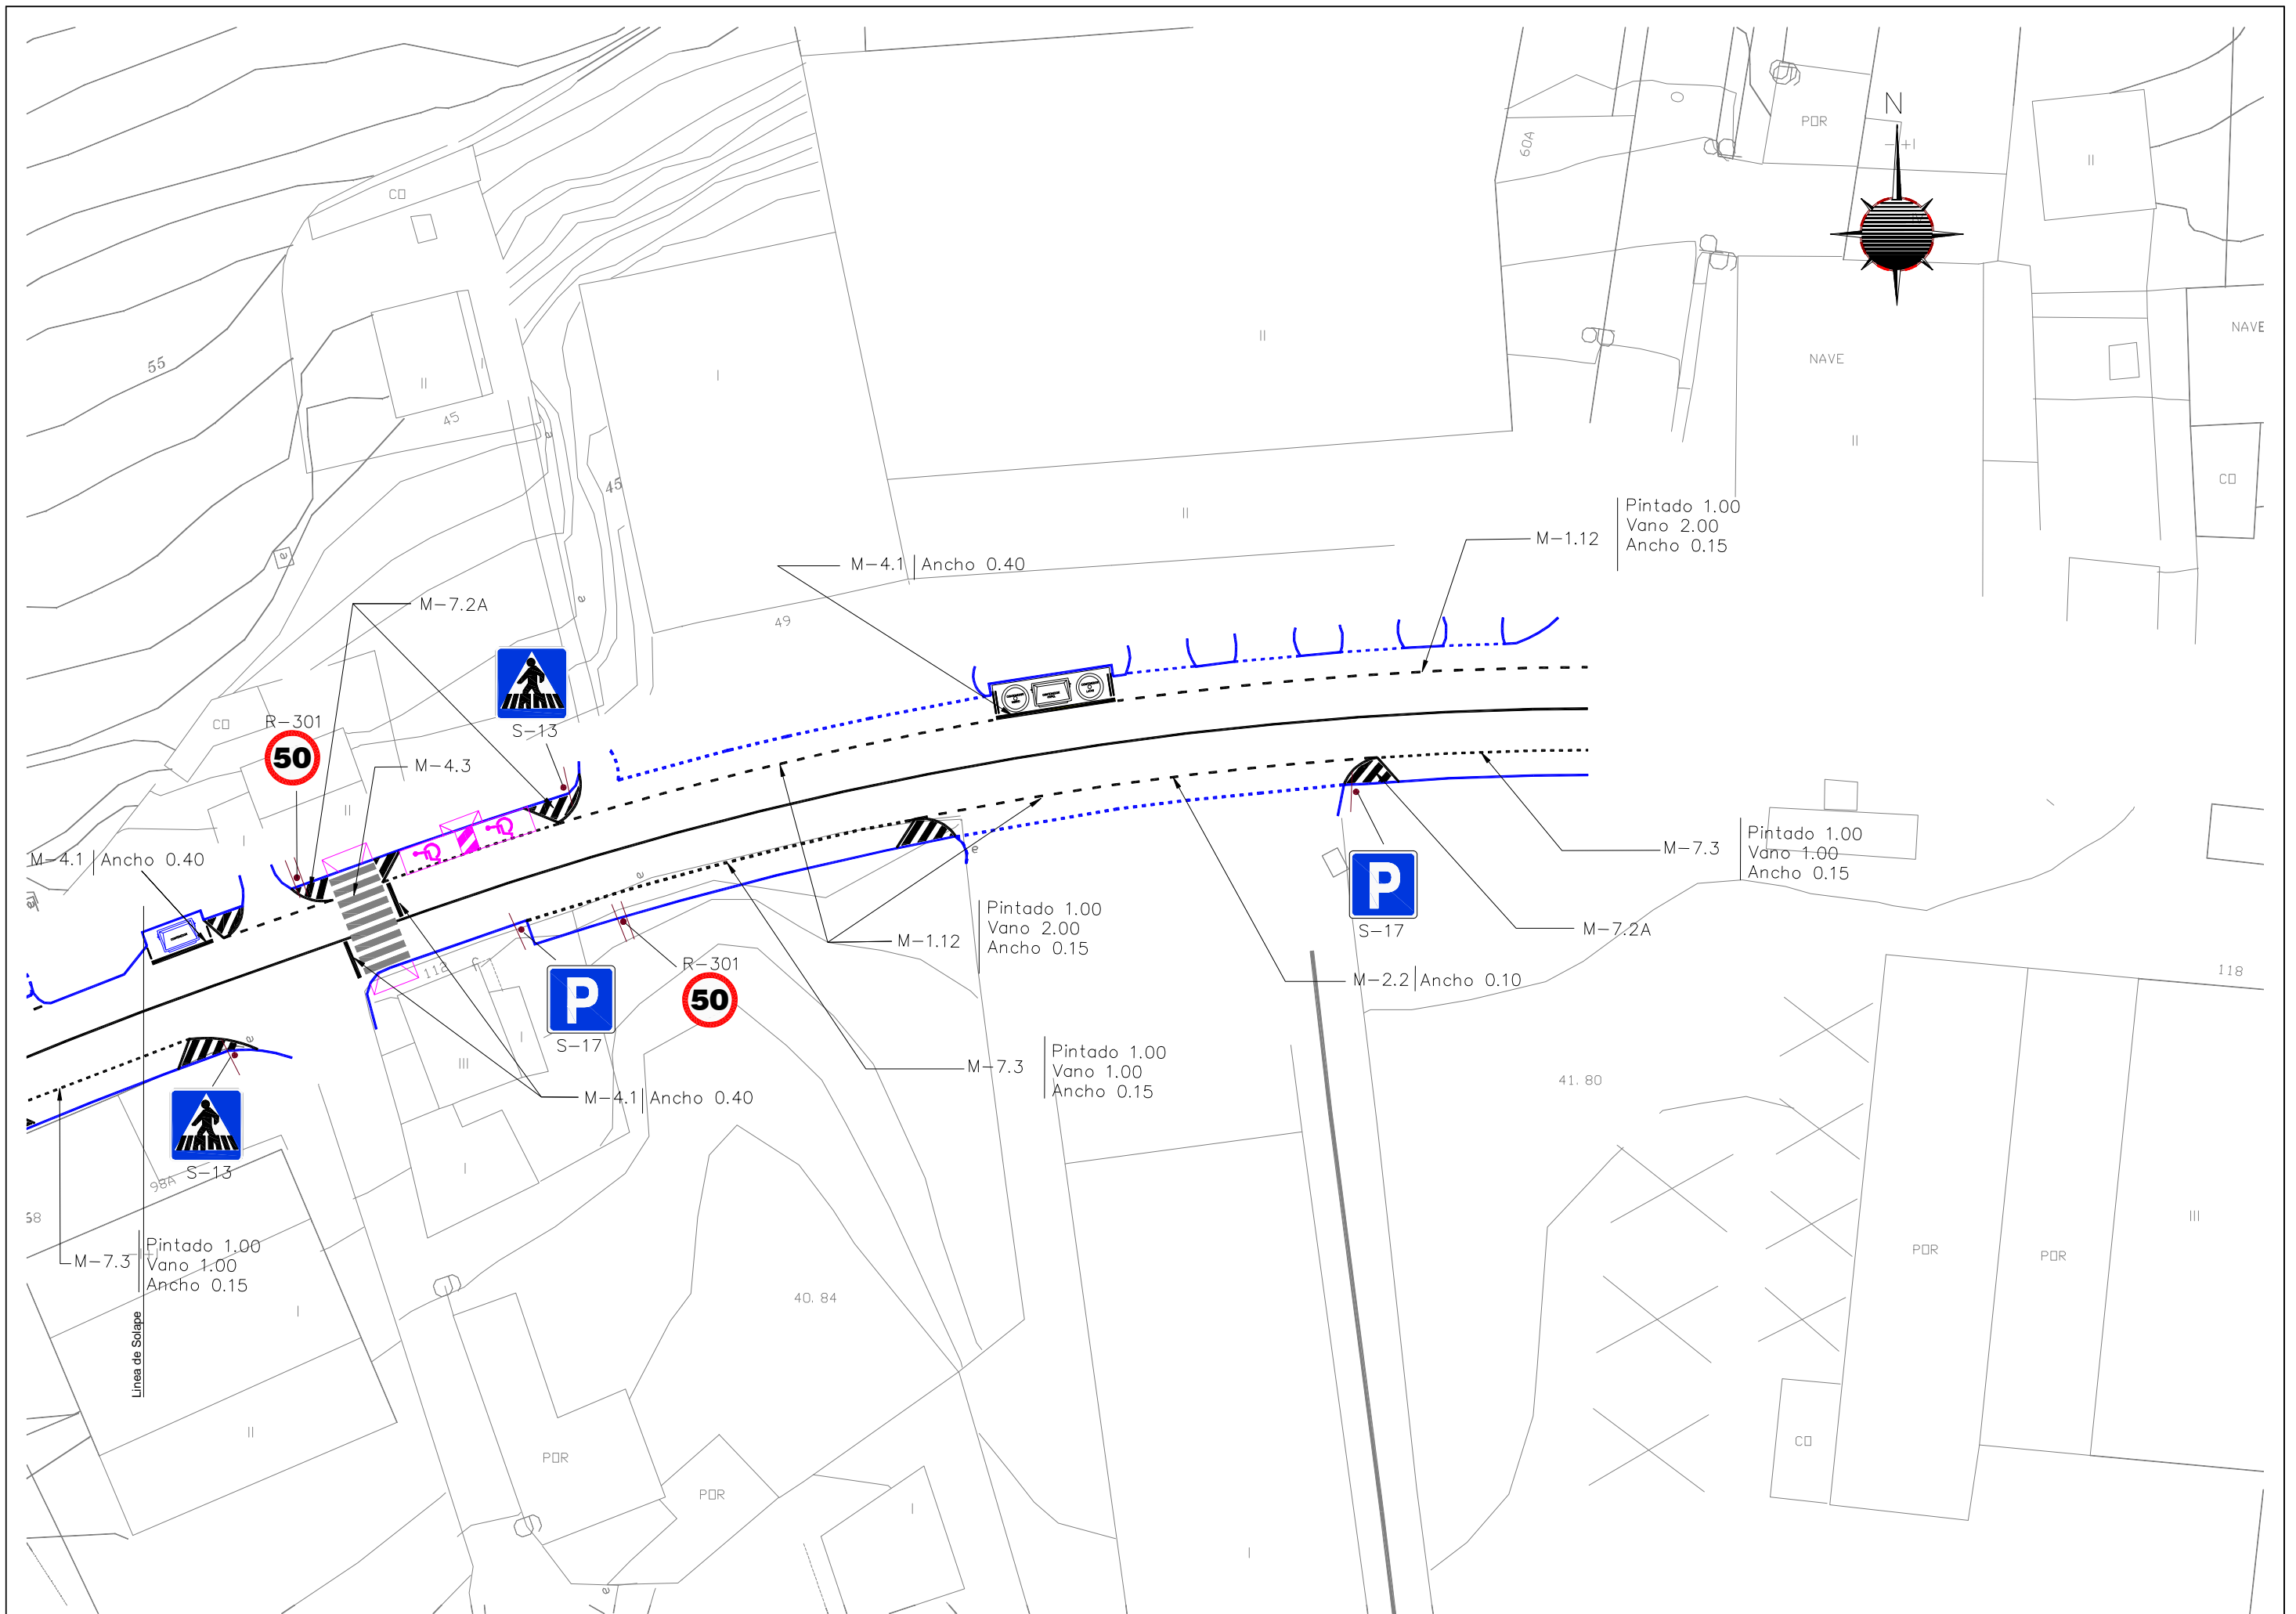 N
60A
POR
-+I
II
CO
NAVE
NAVE
II
55
II
I
45
I
II
45
II
CO
Pintado 1.00
Vano 2.00
Ancho 0.15
M-1.12
M-4.1 Ancho 0.40
e
e
e
M-7.2A
49
CO
R-301
50
S-13
M-4.3
II
I
M-4.1 Ancho 0.40
Pintado 1.00
Vano 1.00
Ancho 0.15
M-7.3
e
e
P
S-17
M-7.2A
Pintado 1.00
Vano 2.00
Ancho 0.15
M-1.12
M-2.2 Ancho 0.10
118
112
P
S-17
R-301
50
I
III
e
Pintado 1.00
Vano 1.00
Ancho 0.15
M-7.3
41.80
M-4.1 Ancho 0.40
S-13
98A
I
68
Pintado 1.00
Vano 1.00
Ancho 0.15
M-7.3
Linea de Solape
I
II
40.84
POR
POR
III
POR
POR
CO
I
I
e